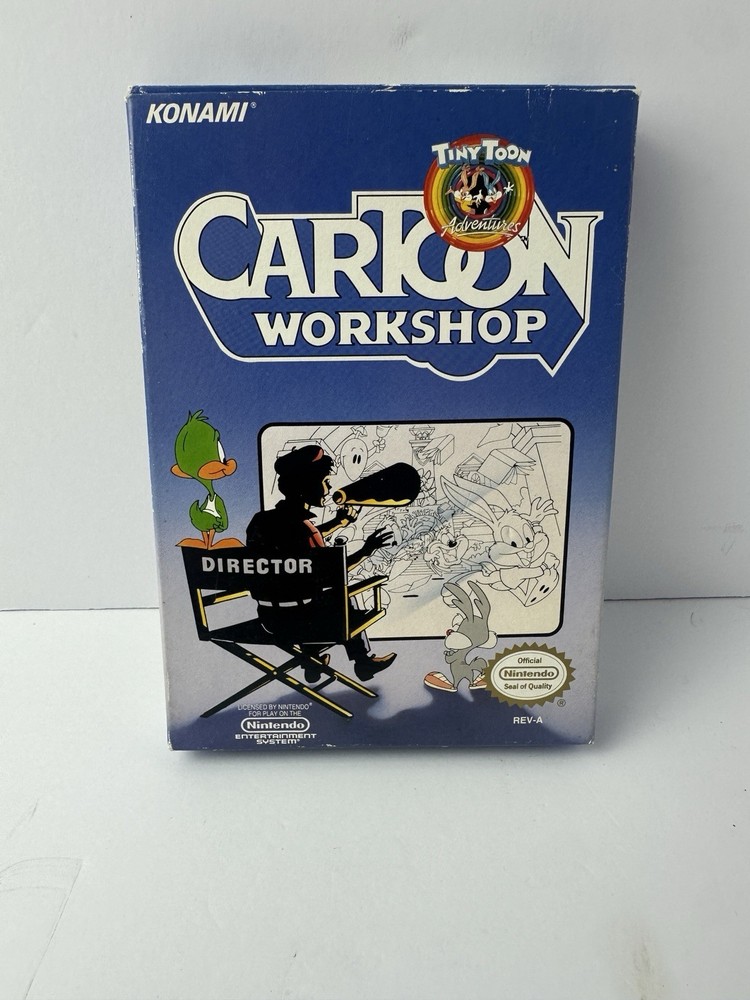 KONAMI®
TINY TOON
Adventures
CARTOON
WORKSHOP
DIRECTOR
Official
Nintendo
Seal of Quality
®
LICENSED BY NINTENDO®
FOR PLAY ON THE
Nintendo
ENTERTAINMENT
SYSTEM®
REV-A